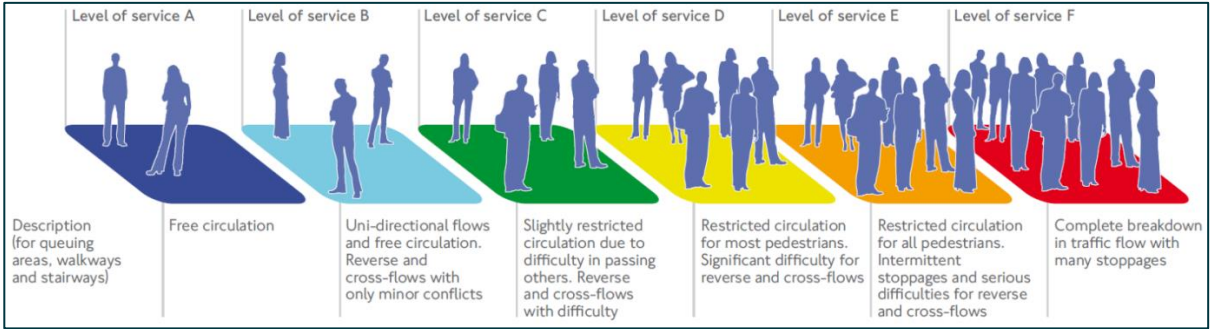 Level of service A
Level of service B
Level of service C
Level of service D
Level of service E
Level of service F
Description
(for queuing
areas, walkways
and stairways)
Free circulation
Uni-directional flows
and free circulation.
Reverse and
cross-flows with
only minor conflicts
Slightly restricted
circulation due to
difficulty in passing
others. Reverse
and cross-flows
with difficulty
Restricted circulation
for most pedestrians.
Significant difficulty for
reverse and cross-flows
Restricted circulation
for all pedestrians.
Intermittent
stoppages and serious
difficulties for reverse
and cross-flows
Complete breakdown
in traffic flow with
many stoppages